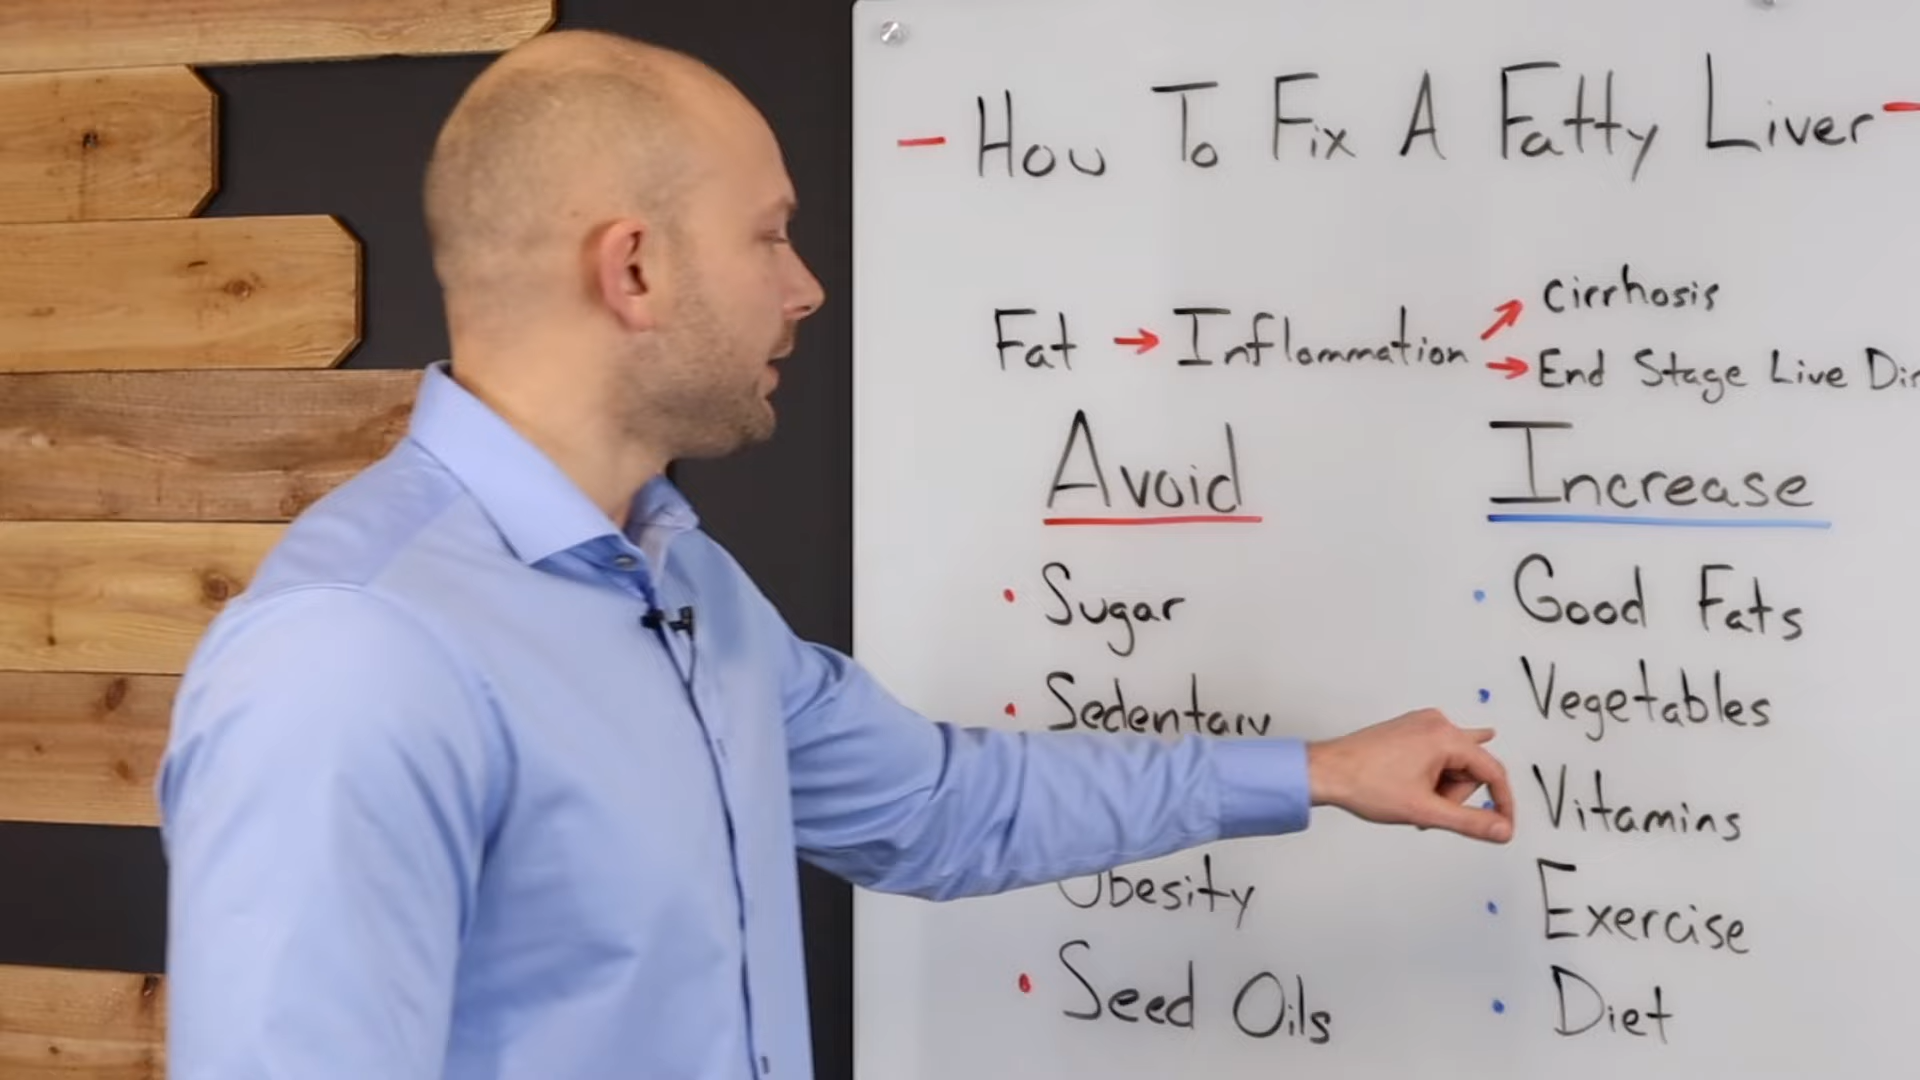 - How To Fix A Fatty Liver -
Fat → Inflammation
↗ Cirrhosis
→ End Stage Live
Avoid
• Sugar
• Sedentary
Obesity
• Seed Oils
Increase
• Good Fats
• Vegetables
• Vitamins
• Exercise
• Diet